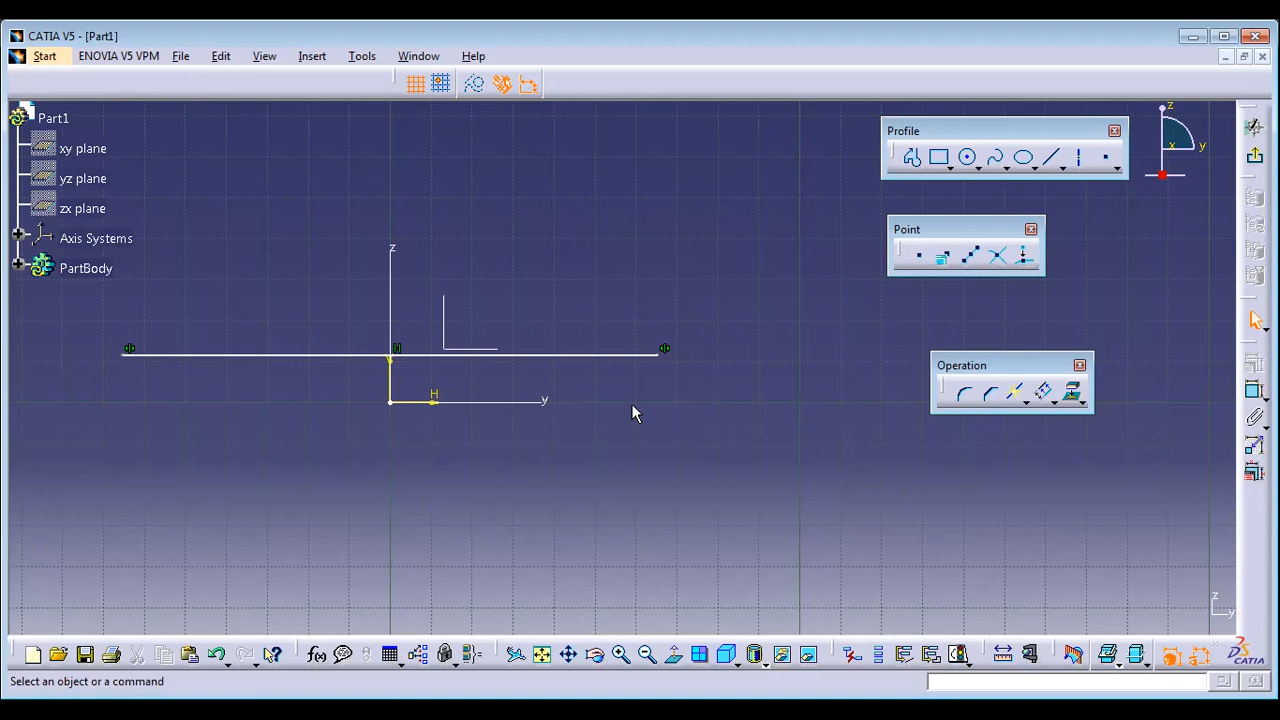 CATIA V5 - [Part1]
Start ENOVIA V5 VPM File Edit View Insert Tools Window Help
Part1
xy plane
yz plane
zx plane
Axis Systems
PartBody
Profile
Point
Operation
z
x y
z
H
V
H
y
f(x)
z
y
CATIA
Select an object or a command